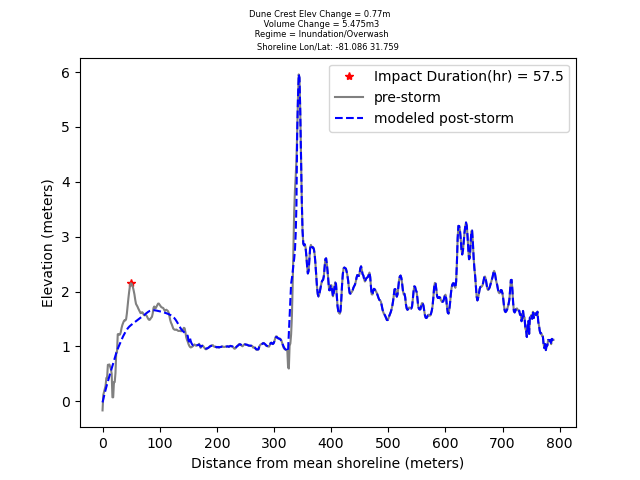 Dune Crest Elev Change = 0.77m
Volume Change = 5.475m3
Regime = Inundation/Overwash
Shoreline Lon/Lat: -81.086 31.759
Impact Duration(hr) = 57.5
pre-storm
modeled post-storm
6
5
4
3
2
1
0
Elevation (meters)
0 100 200 300 400 500 600 700 800
Distance from mean shoreline (meters)